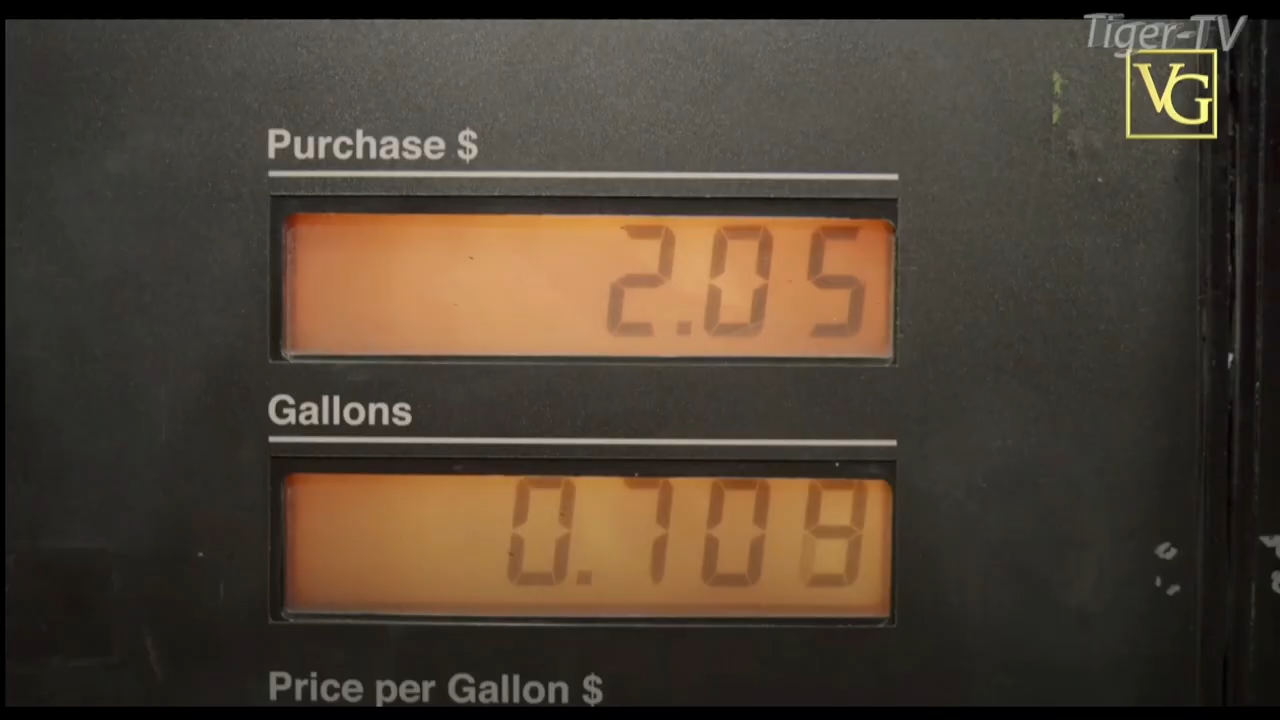 Tiger-TV
VG
Purchase $
2.05
Gallons
0.708
Price per Gallon $